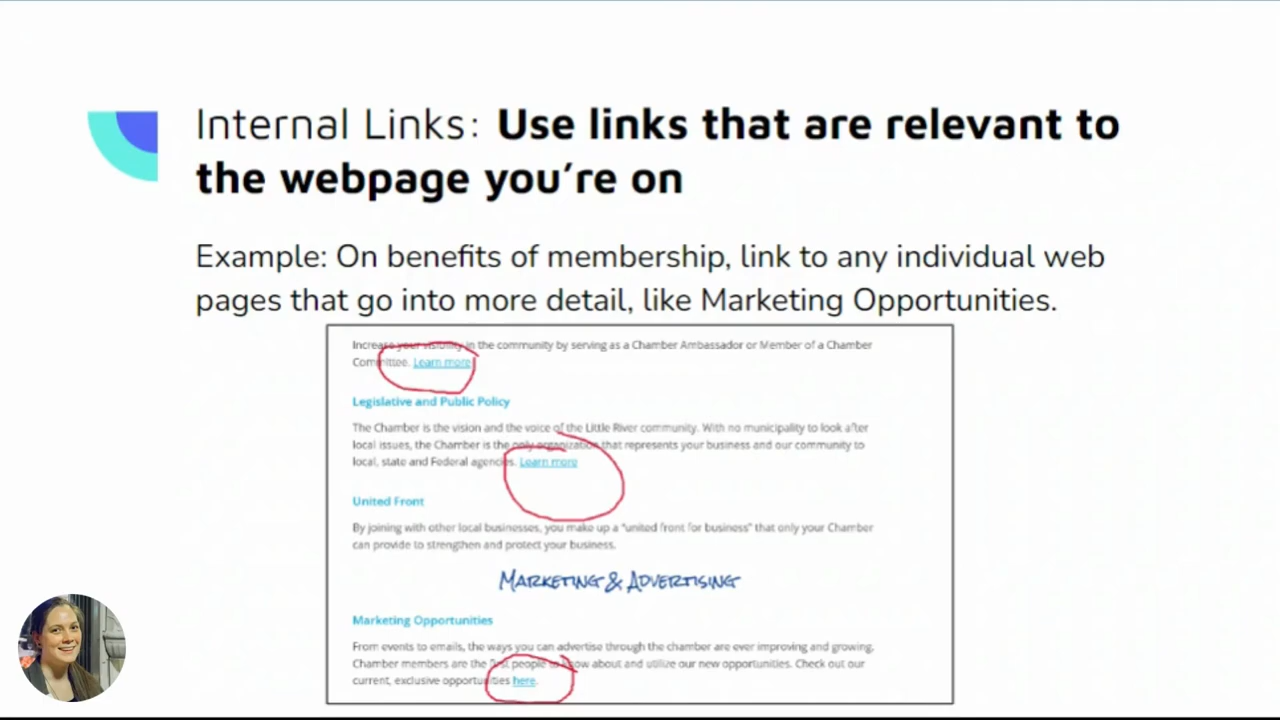 Internal Links: Use links that are relevant to
the webpage you're on
Example: On benefits of membership, link to any individual web
pages that go into more detail, like Marketing Opportunities.
Increase your visibility in the community by serving as a Chamber Ambassador or Member of a Chamber
Committee. Learn more
Legislative and Public Policy
The Chamber is the vision and the voice of the Little River community. With no municipality to look after
local issues, the Chamber is the only organization that represents your business and our community to
local, state and Federal agencies. Learn more
United Front
By joining with other local businesses, you make up a "united front for business" that only your Chamber
can provide to strengthen and protect your business.
Marketing & Advertising
Marketing Opportunities
From events to emails, the ways you can advertise through the chamber are ever improving and growing.
Chamber members are the first people to know about and utilize our new opportunities. Check out our
current, exclusive opportunities here.